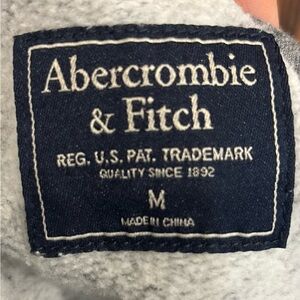 Abercrombie
& Fitch
REG. U.S. PAT. TRADEMARK
QUALITY SINCE 1892
M
MADE IN CHINA